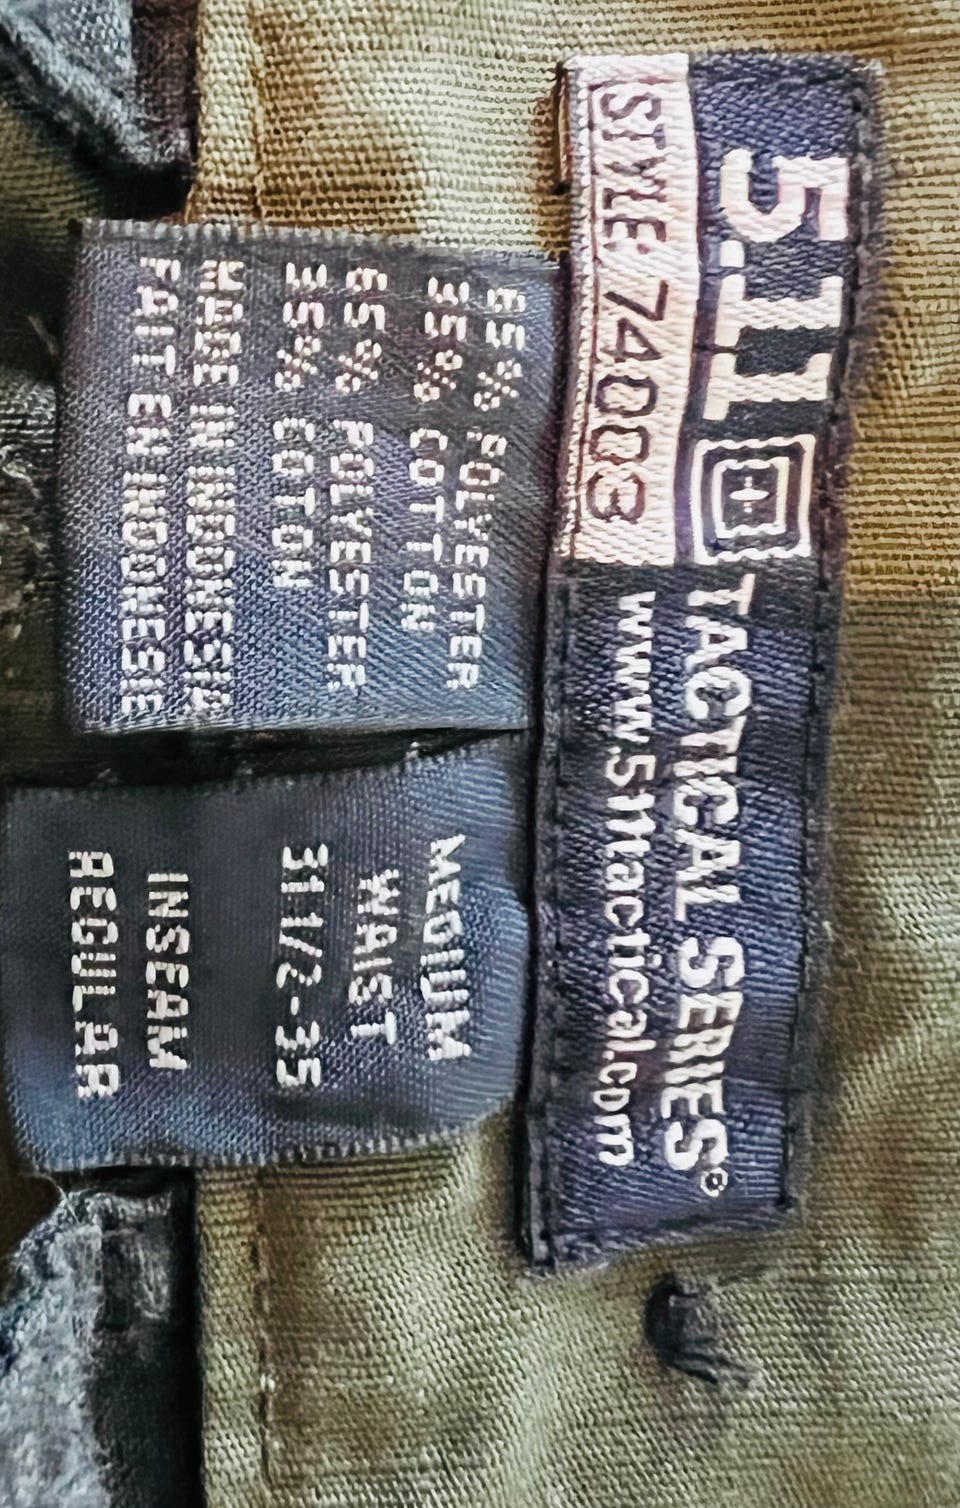 5.11
TACTICAL SERIES®
STYLE: 74003
www.511tactical.com
65% POLYESTER
35% COTTON
65% POLYESTER
35% COTON
MADE IN INDONESIA
FAIT EN INDONESIE
MEDIUM
WAIST
31 1/2-35
INSEAM
REGULAR